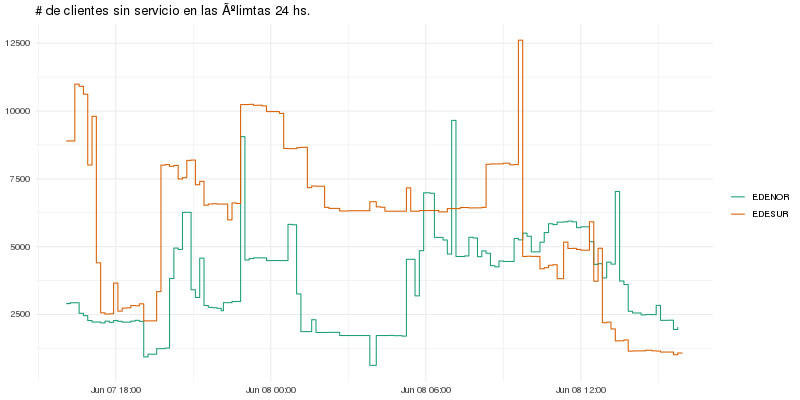 # de clientes sin servicio en las Ãºlimtas 24 hs.
12500
10000
7500
5000
2500
Jun 07 18:00
Jun 08 00:00
Jun 08 06:00
Jun 08 12:00
EDENOR
EDESUR